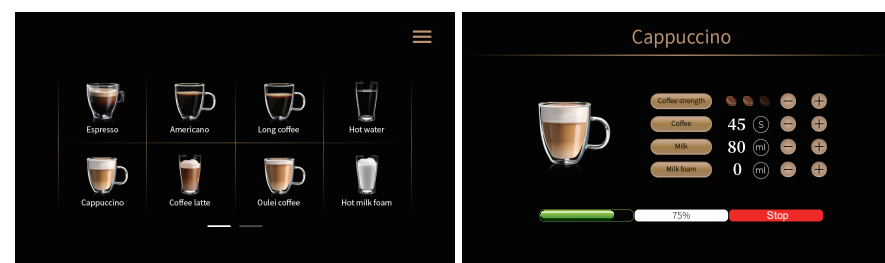 Espresso Americano Long coffee Hot water
Cappuccino Coffee latte Oulei coffee Hot milk foam
Cappuccino
Coffee strength
Coffee 45 S
Milk 80 ml
Milk foam 0 ml
75% Stop